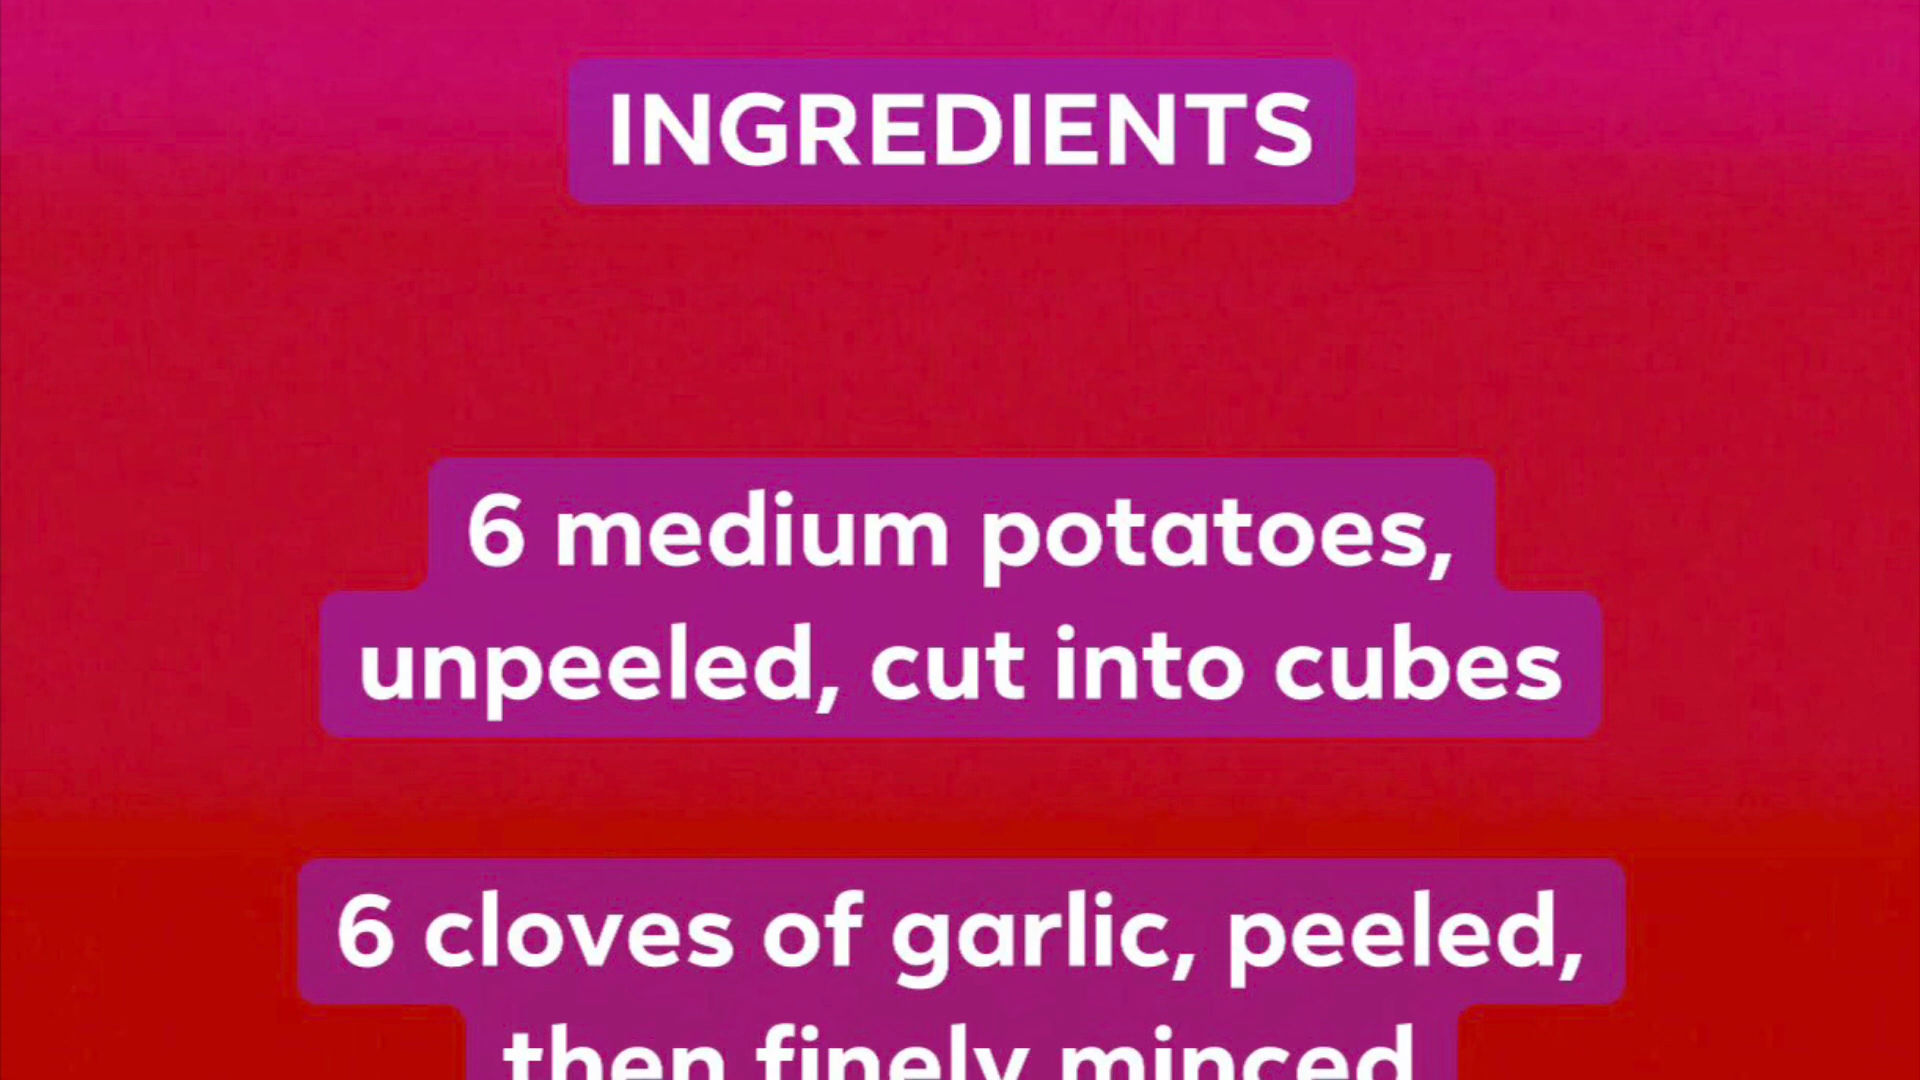 INGREDIENTS
6 medium potatoes,
unpeeled, cut into cubes
6 cloves of garlic, peeled,
then finely minced